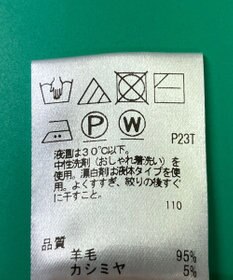 P W
P23T
液温は30℃以下。
中性洗剤(おしゃれ着洗い)を
使用。漂白剤は液体タイプを使
用。よくすすぎ、絞りの後すぐ
に干すこと。
110
品質
羊毛 95%
カシミヤ 5%